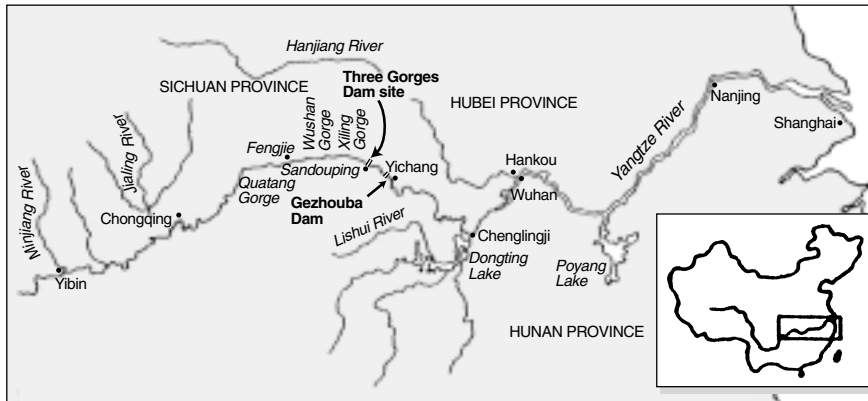 Hanjiang River
SICHUAN PROVINCE
Three Gorges
Dam site
HUBEI PROVINCE
Nanjing
Shanghai
Yangtze River
Wushan
Gorge
Xiling
Gorge
Jialing River
Fengjie
Sandouping
Yichang
Hankou
Wuhan
Quatang
Gorge
Gezhouba
Dam
Minjiang River
Chongqing
Lishui River
Chenglingji
Dongting
Lake
Poyang
Lake
Yibin
HUNAN PROVINCE